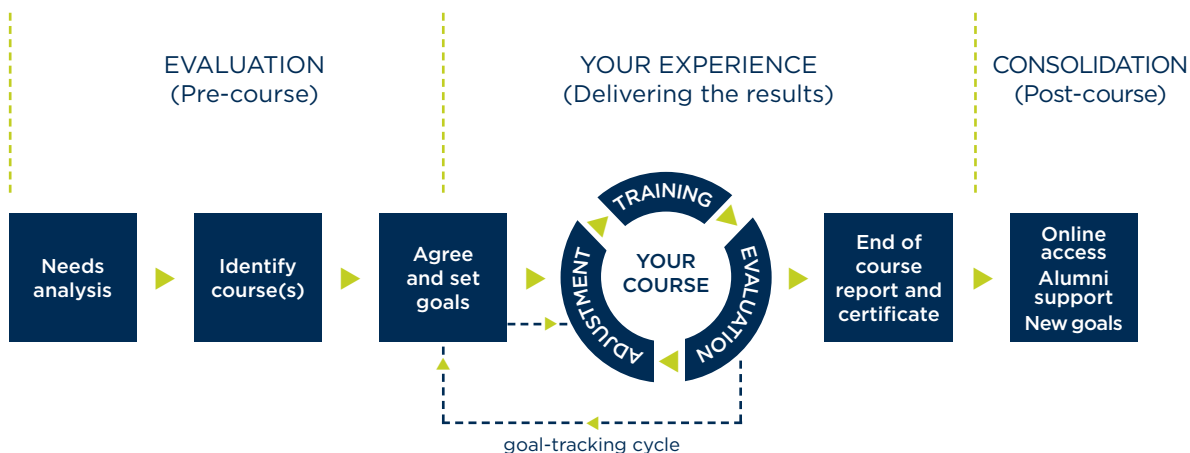 EVALUATION
(Pre-course)
YOUR EXPERIENCE
(Delivering the results)
CONSOLIDATION
(Post-course)
Needs
analysis
Identify
course(s)
Agree
and set
goals
TRAINING
EVALUATION
ADJUSTMENT
YOUR
COURSE
End of
course
report and
certificate
Online
access
Alumni
support
New goals
goal-tracking cycle